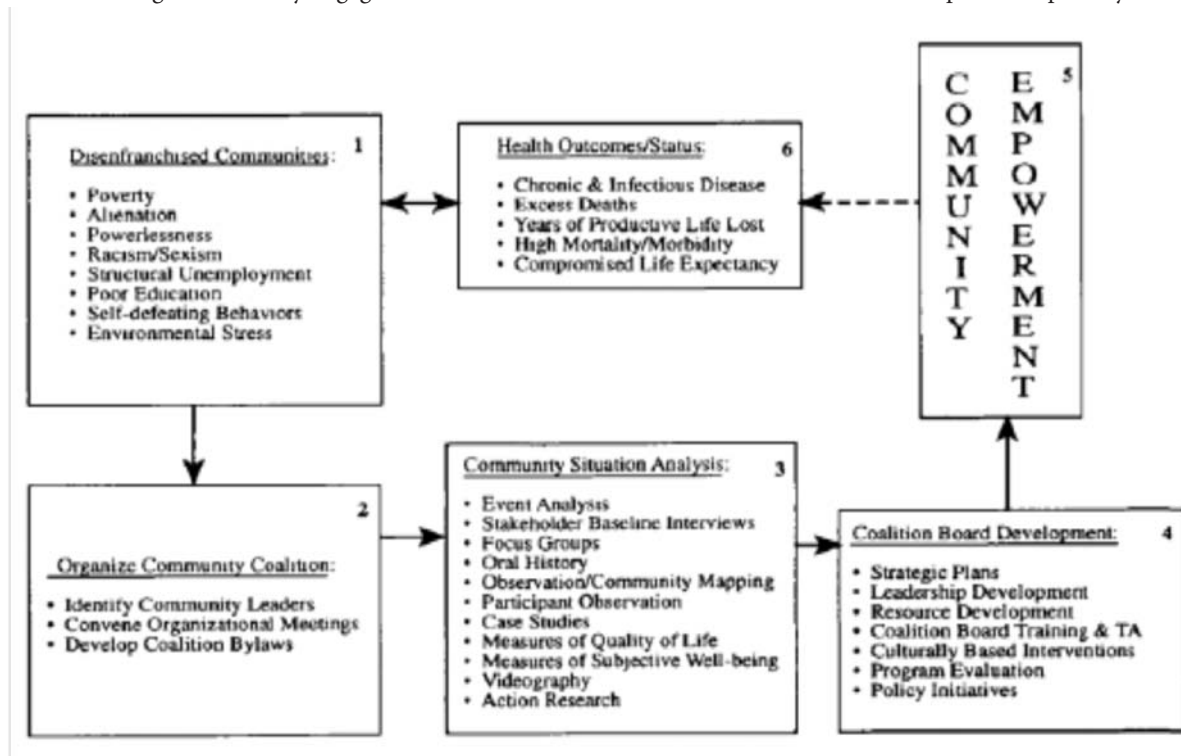 1
Disenfranchised Communities:
• Poverty
• Alienation
• Powerlessness
• Racism/Sexism
• Structural Unemployment
• Poor Education
• Self-defeating Behaviors
• Environmental Stress
2
Organize Community Coalition:
• Identify Community Leaders
• Convene Organizational Meetings
• Develop Coalition Bylaws
Community Situation Analysis: 3
• Event Analysis
• Stakeholder Baseline Interviews
• Focus Groups
• Oral History
• Observation/Community Mapping
• Participant Observation
• Case Studies
• Measures of Quality of Life
• Measures of Subjective Well-being
• Videography
• Action Research
Coalition Board Development: 4
• Strategic Plans
• Leadership Development
• Resource Development
• Coalition Board Training & TA
• Culturally Based Interventions
• Program Evaluation
• Policy Initiatives
5
COMMUNITY
EMPOWERMENT
Health Outcomes/Status: 6
• Chronic & Infectious Disease
• Excess Deaths
• Years of Productive Life Lost
• High Mortality/Morbidity
• Compromised Life Expectancy